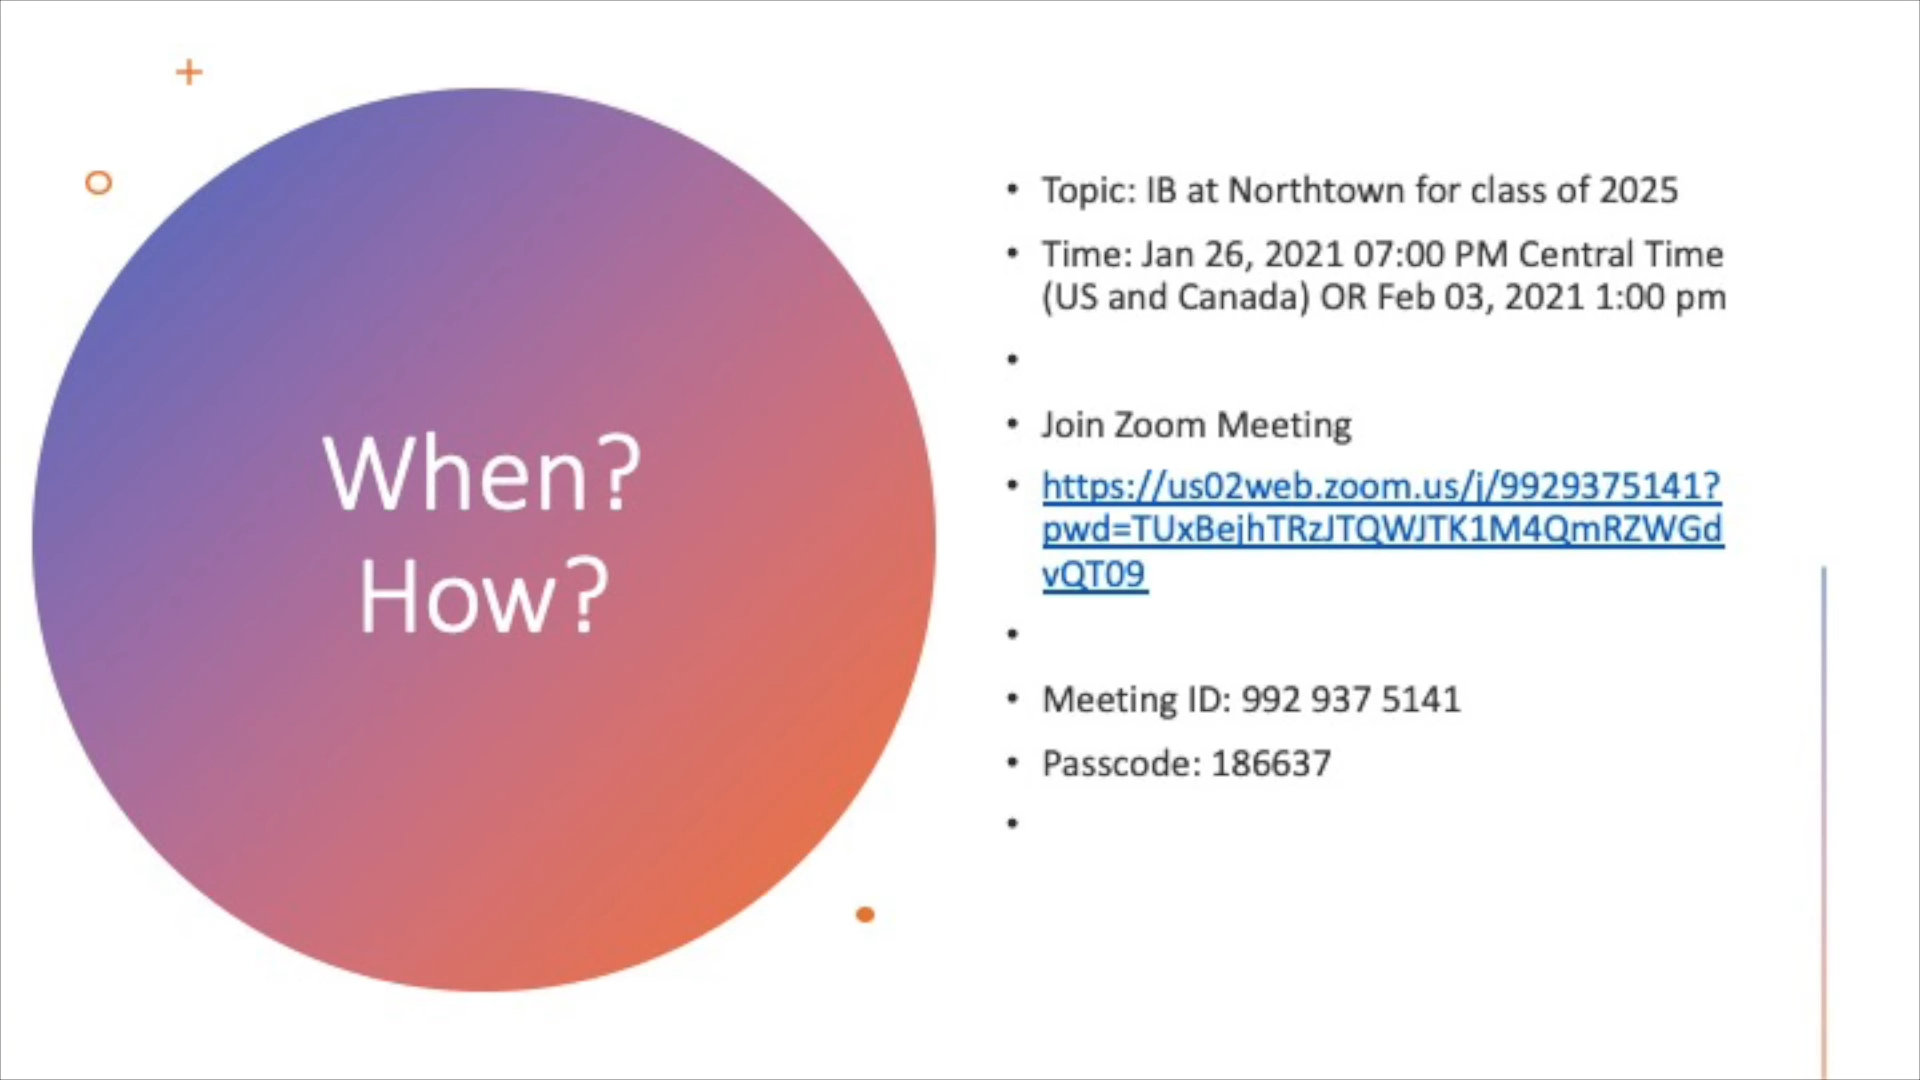 When?
How?
• Topic: IB at Northtown for class of 2025
• Time: Jan 26, 2021 07:00 PM Central Time
(US and Canada) OR Feb 03, 2021 1:00 pm
•
• Join Zoom Meeting
• https://us02web.zoom.us/j/9929375141?
pwd=TUxBejhTRzJTQWJTK1M4QmRZWGd
vQT09
•
• Meeting ID: 992 937 5141
• Passcode: 186637
•